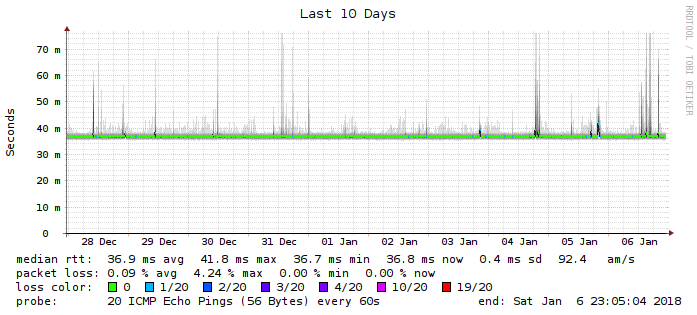 Last 10 Days
RRDTOOL / TOBI OETIKER
Seconds
70 m
60 m
50 m
40 m
30 m
20 m
10 m
0
28 Dec 29 Dec 30 Dec 31 Dec 01 Jan 02 Jan 03 Jan 04 Jan 05 Jan 06 Jan
median rtt: 36.9 ms avg 41.8 ms max 36.7 ms min 36.8 ms now 0.4 ms sd 92.4 am/s
packet loss: 0.09 % avg 4.24 % max 0.00 % min 0.00 % now
loss color: 0 1/20 2/20 3/20 4/20 10/20 19/20
probe: 20 ICMP Echo Pings (56 Bytes) every 60s end: Sat Jan 6 23:05:04 2018